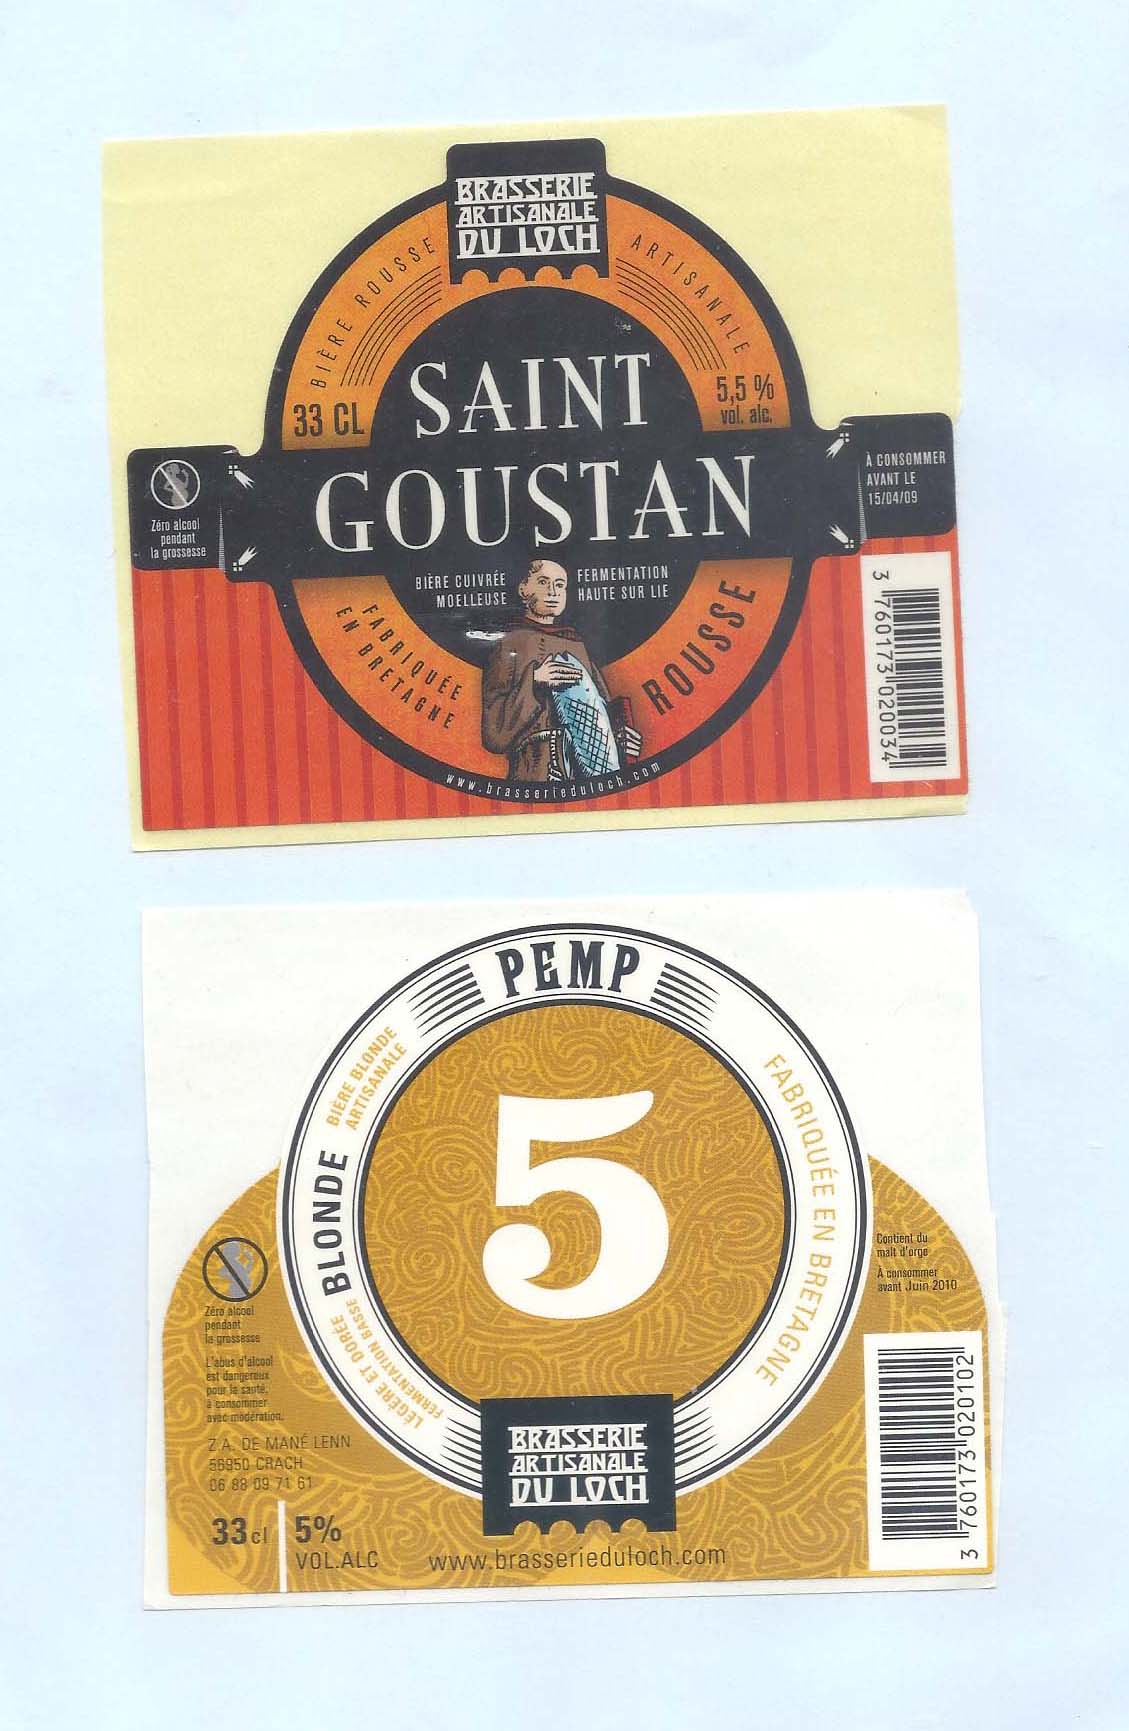 BRASSERIE
ARTISANALE
DU LOCH
BIÈRE ROUSSE
ARTISANALE
33 CL
5,5 %
vol. alc.
SAINT
GOUSTAN
Zéro alcool
pendant
la grossesse
À CONSOMMER
AVANT LE
15/04/09
BIÈRE CUIVRÉE
MOELLEUSE
FERMENTATION
HAUTE SUR LIE
FABRIQUÉE
EN BRETAGNE
ROUSSE
www.brasserieduloch.com
3 760173 020034
PEMP
5
BLONDE
BIÈRE BLONDE
ARTISANALE
LÉGÈRE ET DORÉE
FERMENTATION BASSE
FABRIQUÉE EN BRETAGNE
Zéro alcool
pendant
la grossesse
L'abus d'alcool
est dangereux
pour la santé,
à consommer
avec modération.
Z.A. DE MANÉ LENN
56950 CRACH
06 88 09 71 61
33 cl
5%
VOL.ALC
BRASSERIE
ARTISANALE
DU LOCH
www.brasserieduloch.com
Contient du
malt d'orge
À consommer
avant Juin 2010
3 760173 020102